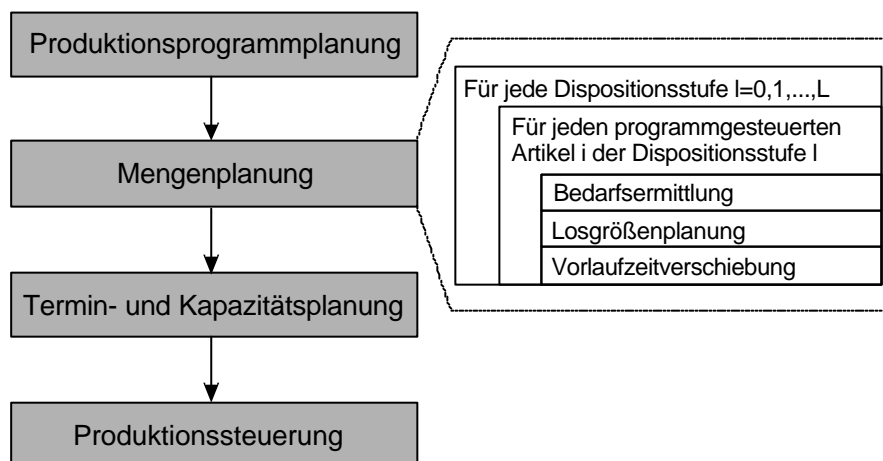 Produktionsprogrammplanung
Mengenplanung
Termin- und Kapazitätsplanung
Produktionssteuerung
Für jede Dispositionsstufe l=0,1,...,L
Für jeden programmgesteuerten
Artikel i der Dispositionsstufe l
Bedarfsermittlung
Losgrößenplanung
Vorlaufzeitverschiebung